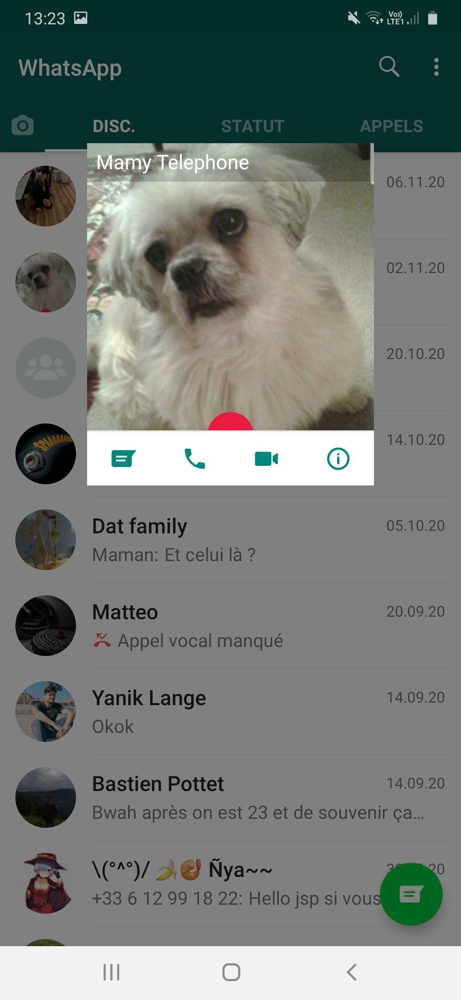 13:23
Vo))
LTE1
WhatsApp
DISC. STATUT APPELS
Mamy Telephone
06.11.20
02.11.20
20.10.20
SPAAAAAACE
14.10.20
Dat family 05.10.20
Maman: Et celui là ?
Matteo 20.09.20
Appel vocal manqué
Yanik Lange 14.09.20
Okok
Bastien Pottet 14.09.20
Bwah après on est 23 et de souvenir ça...
\(°^°)/ 🍌🍤 Ñya~~
+33 6 12 99 18 22: Hello jsp si vous